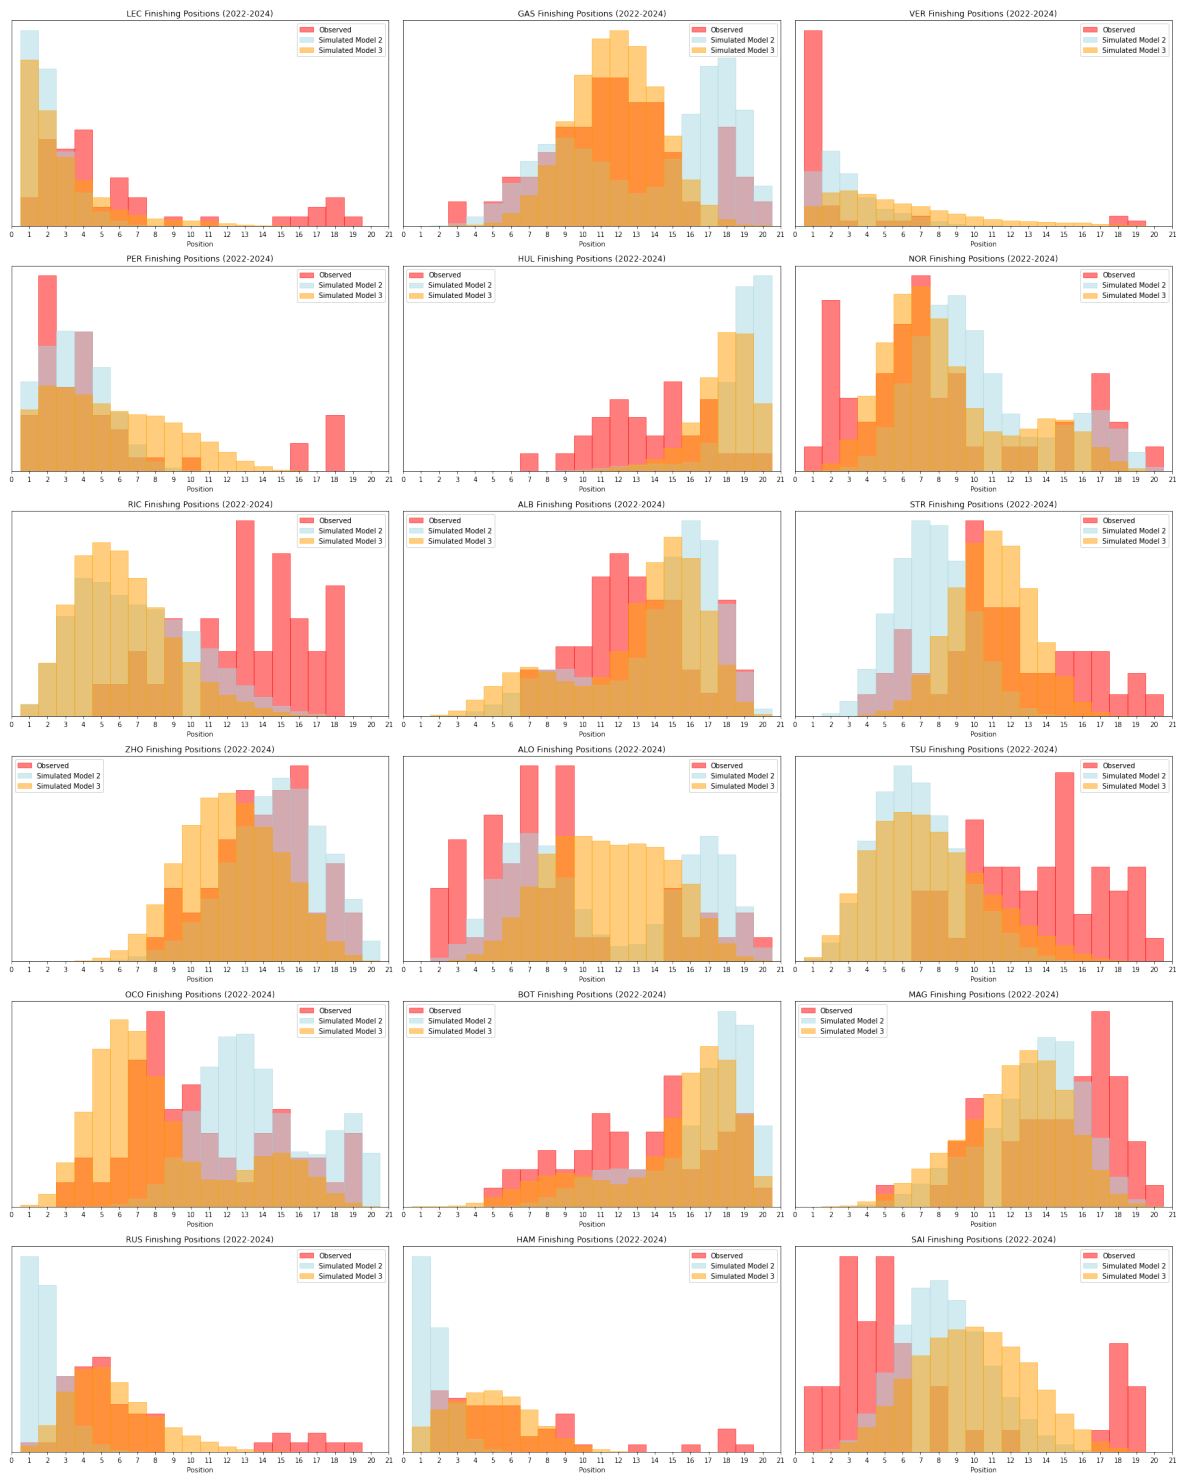 LEC Finishing Positions (2022-2024)
Observed
Simulated Model 2
Simulated Model 3
0 1 2 3 4 5 6 7 8 9 10 11 12 13 14 15 16 17 18 19 20 21
Position
GAS Finishing Positions (2022-2024)
Observed
Simulated Model 2
Simulated Model 3
0 1 2 3 4 5 6 7 8 9 10 11 12 13 14 15 16 17 18 19 20 21
Position
VER Finishing Positions (2022-2024)
Observed
Simulated Model 2
Simulated Model 3
0 1 2 3 4 5 6 7 8 9 10 11 12 13 14 15 16 17 18 19 20 21
Position
PER Finishing Positions (2022-2024)
Observed
Simulated Model 2
Simulated Model 3
0 1 2 3 4 5 6 7 8 9 10 11 12 13 14 15 16 17 18 19 20 21
Position
HUL Finishing Positions (2022-2024)
Observed
Simulated Model 2
Simulated Model 3
0 1 2 3 4 5 6 7 8 9 10 11 12 13 14 15 16 17 18 19 20 21
Position
NOR Finishing Positions (2022-2024)
Observed
Simulated Model 2
Simulated Model 3
0 1 2 3 4 5 6 7 8 9 10 11 12 13 14 15 16 17 18 19 20 21
Position
RIC Finishing Positions (2022-2024)
Observed
Simulated Model 2
Simulated Model 3
0 1 2 3 4 5 6 7 8 9 10 11 12 13 14 15 16 17 18 19 20 21
Position
ALB Finishing Positions (2022-2024)
Observed
Simulated Model 2
Simulated Model 3
0 1 2 3 4 5 6 7 8 9 10 11 12 13 14 15 16 17 18 19 20 21
Position
STR Finishing Positions (2022-2024)
Observed
Simulated Model 2
Simulated Model 3
0 1 2 3 4 5 6 7 8 9 10 11 12 13 14 15 16 17 18 19 20 21
Position
ZHO Finishing Positions (2022-2024)
Observed
Simulated Model 2
Simulated Model 3
0 1 2 3 4 5 6 7 8 9 10 11 12 13 14 15 16 17 18 19 20 21
Position
ALO Finishing Positions (2022-2024)
Observed
Simulated Model 2
Simulated Model 3
0 1 2 3 4 5 6 7 8 9 10 11 12 13 14 15 16 17 18 19 20 21
Position
TSU Finishing Positions (2022-2024)
Observed
Simulated Model 2
Simulated Model 3
0 1 2 3 4 5 6 7 8 9 10 11 12 13 14 15 16 17 18 19 20 21
Position
OCO Finishing Positions (2022-2024)
Observed
Simulated Model 2
Simulated Model 3
0 1 2 3 4 5 6 7 8 9 10 11 12 13 14 15 16 17 18 19 20 21
Position
BOT Finishing Positions (2022-2024)
Observed
Simulated Model 2
Simulated Model 3
0 1 2 3 4 5 6 7 8 9 10 11 12 13 14 15 16 17 18 19 20 21
Position
MAG Finishing Positions (2022-2024)
Observed
Simulated Model 2
Simulated Model 3
0 1 2 3 4 5 6 7 8 9 10 11 12 13 14 15 16 17 18 19 20 21
Position
RUS Finishing Positions (2022-2024)
Observed
Simulated Model 2
Simulated Model 3
0 1 2 3 4 5 6 7 8 9 10 11 12 13 14 15 16 17 18 19 20 21
Position
HAM Finishing Positions (2022-2024)
Observed
Simulated Model 2
Simulated Model 3
0 1 2 3 4 5 6 7 8 9 10 11 12 13 14 15 16 17 18 19 20 21
Position
SAI Finishing Positions (2022-2024)
Observed
Simulated Model 2
Simulated Model 3
0 1 2 3 4 5 6 7 8 9 10 11 12 13 14 15 16 17 18 19 20 21
Position